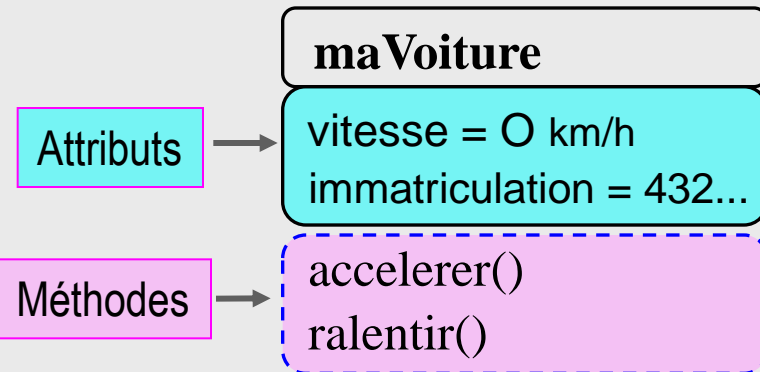 maVoiture
Attributs
vitesse = O km/h
immatriculation = 432...
Méthodes
accelerer()
ralentir()